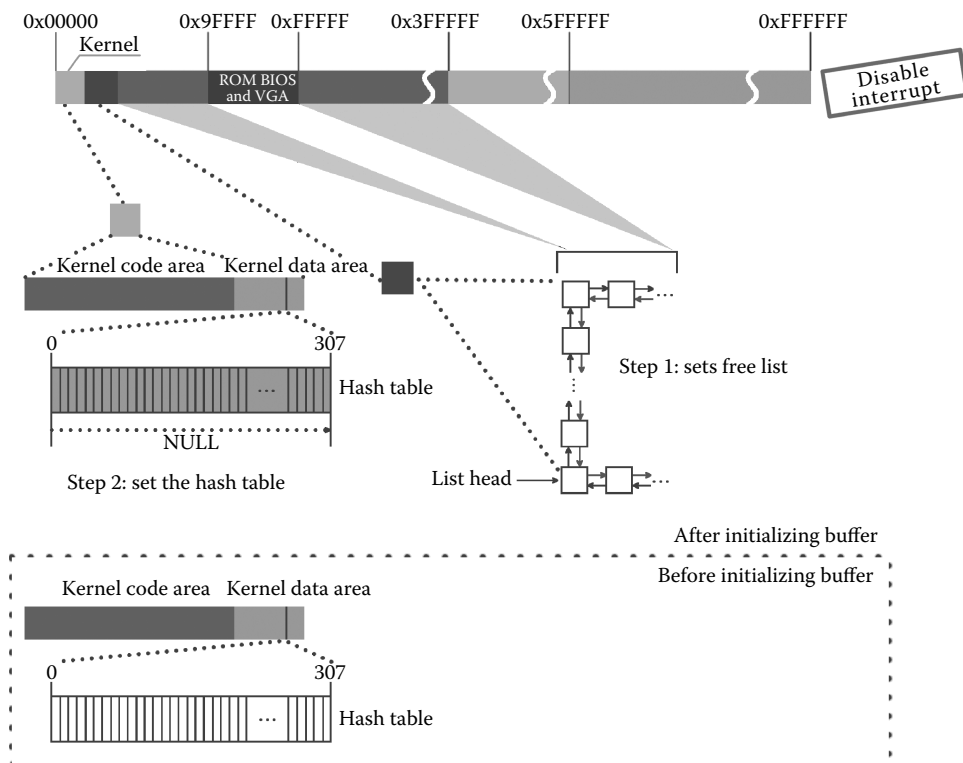 0x00000 0x9FFFF 0xFFFFF 0x3FFFFF 0x5FFFFF 0xFFFFFF
Kernel
ROM BIOS
and VGA
Disable
interrupt
Kernel code area Kernel data area
0 307
...
Hash table
NULL
Step 2: set the hash table
...
Step 1: sets free list
...
List head
...
After initializing buffer
Before initializing buffer
Kernel code area Kernel data area
0 307
...
Hash table